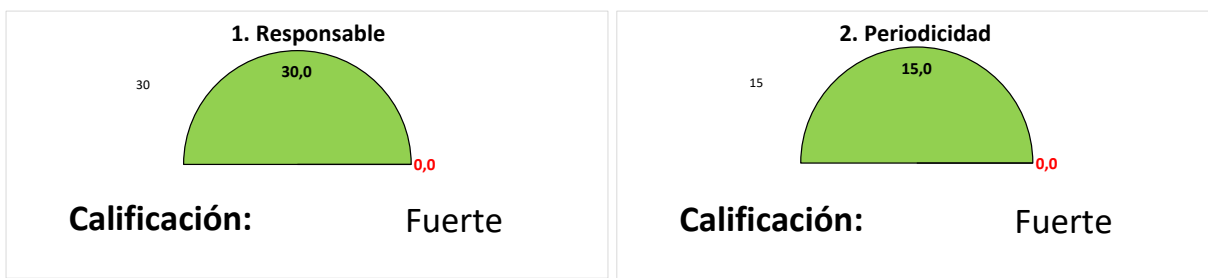 1. Responsable
30,0
30
0,0
Calificación: Fuerte
2. Periodicidad
15,0
15
0,0
Calificación: Fuerte